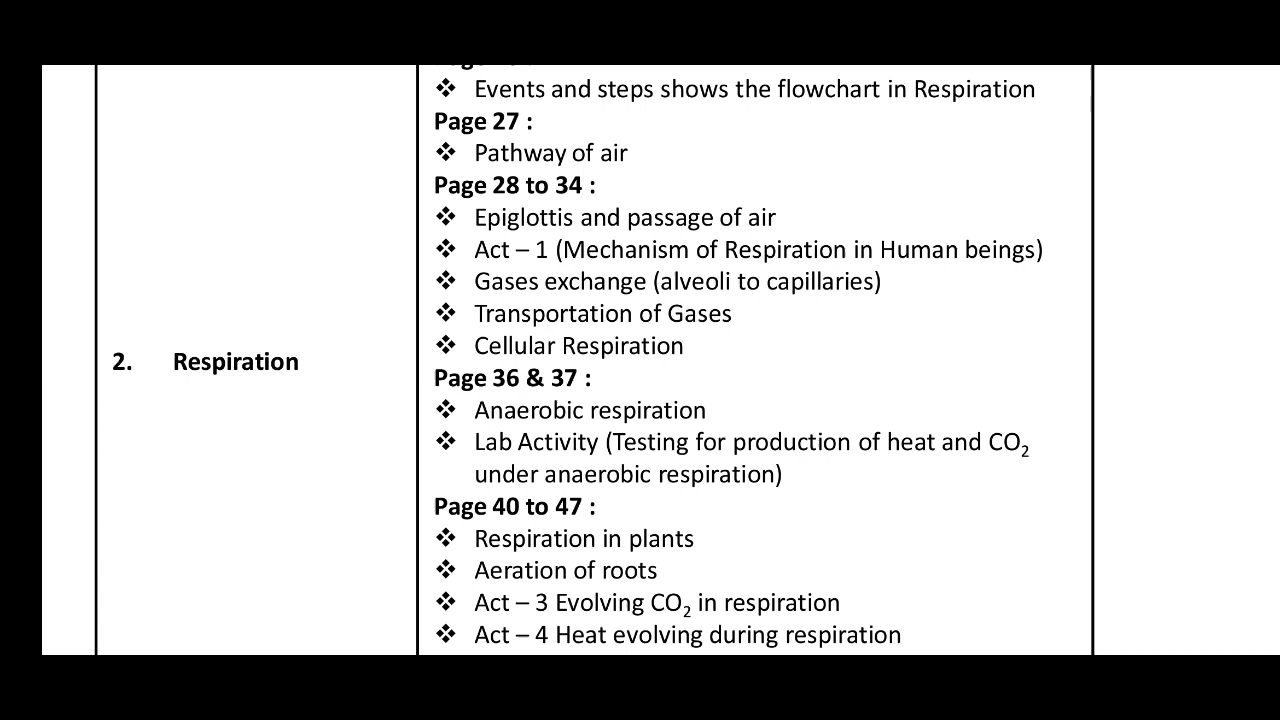 ❖ Events and steps shows the flowchart in Respiration
Page 27 :
❖ Pathway of air
Page 28 to 34 :
❖ Epiglottis and passage of air
❖ Act – 1 (Mechanism of Respiration in Human beings)
❖ Gases exchange (alveoli to capillaries)
❖ Transportation of Gases
❖ Cellular Respiration
2. Respiration
Page 36 & 37 :
❖ Anaerobic respiration
❖ Lab Activity (Testing for production of heat and CO₂
under anaerobic respiration)
Page 40 to 47 :
❖ Respiration in plants
❖ Aeration of roots
❖ Act – 3 Evolving CO₂ in respiration
❖ Act – 4 Heat evolving during respiration